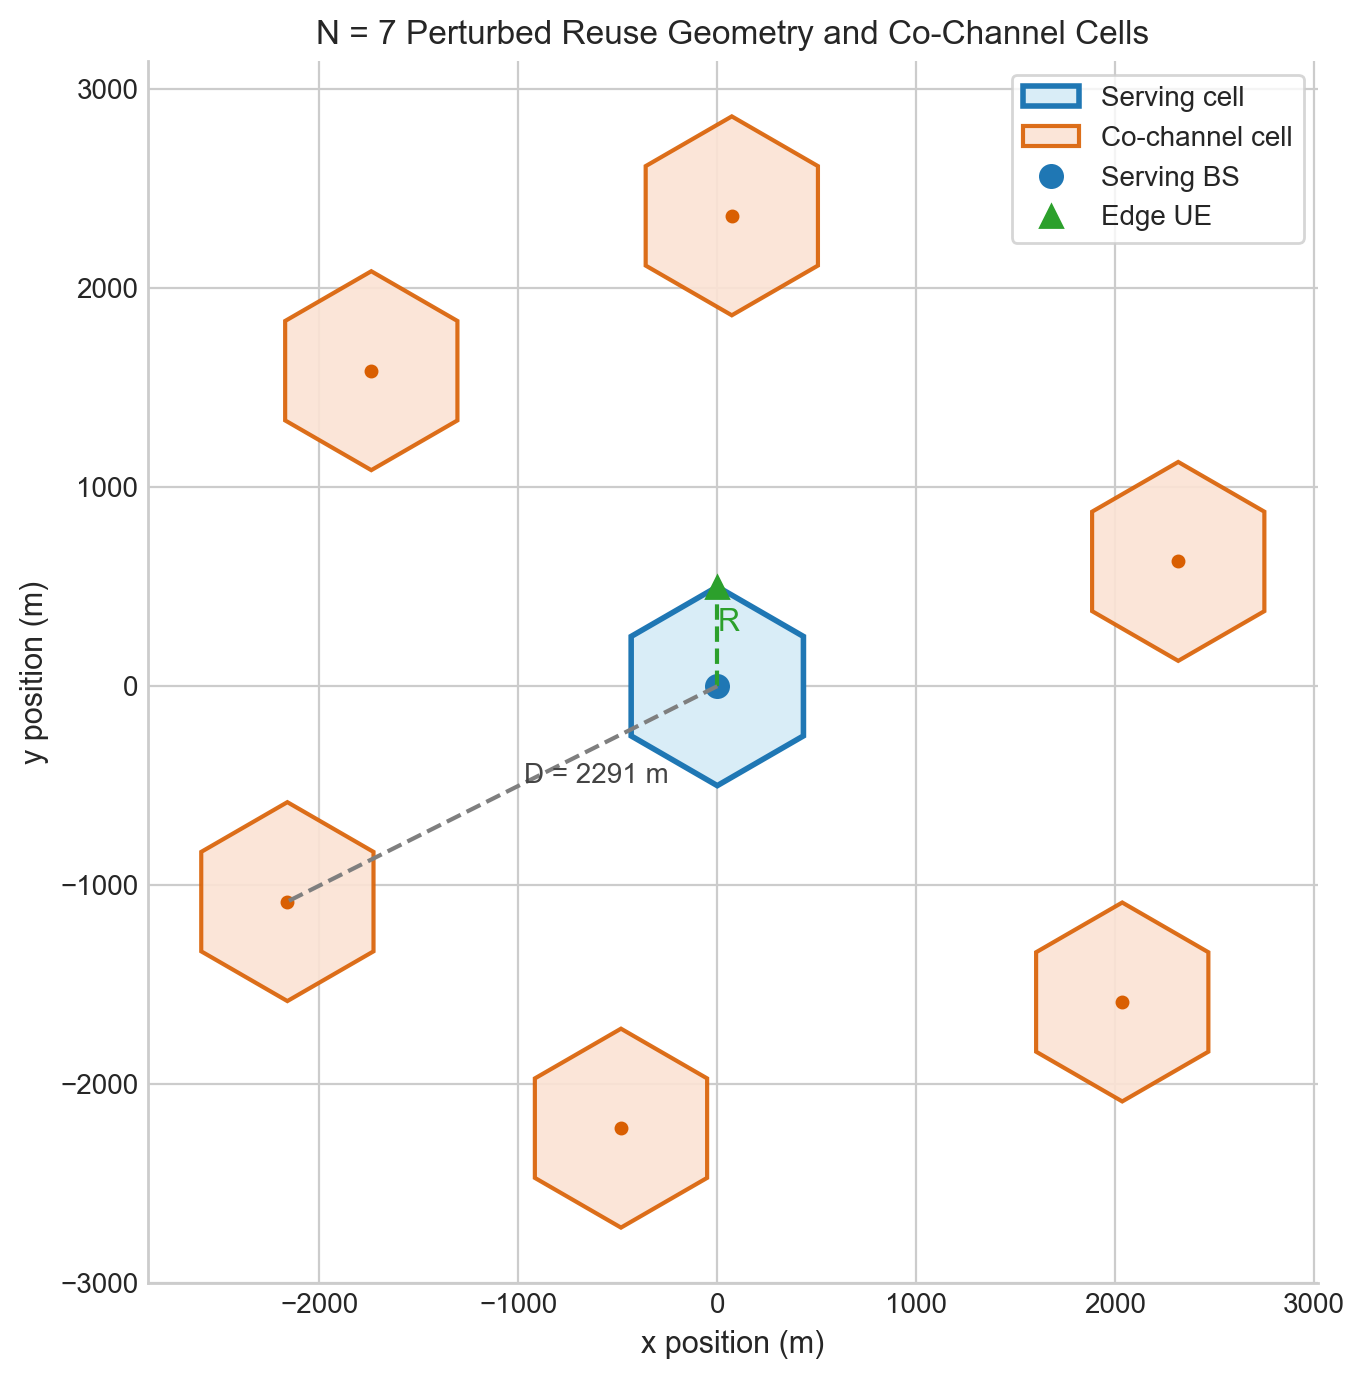 N = 7 Perturbed Reuse Geometry and Co-Channel Cells
Serving cell
Co-channel cell
Serving BS
Edge UE
3000
2000
1000
0
−1000
−2000
−3000
y position (m)
R
D = 2291 m
−2000
−1000
0
1000
2000
3000
x position (m)